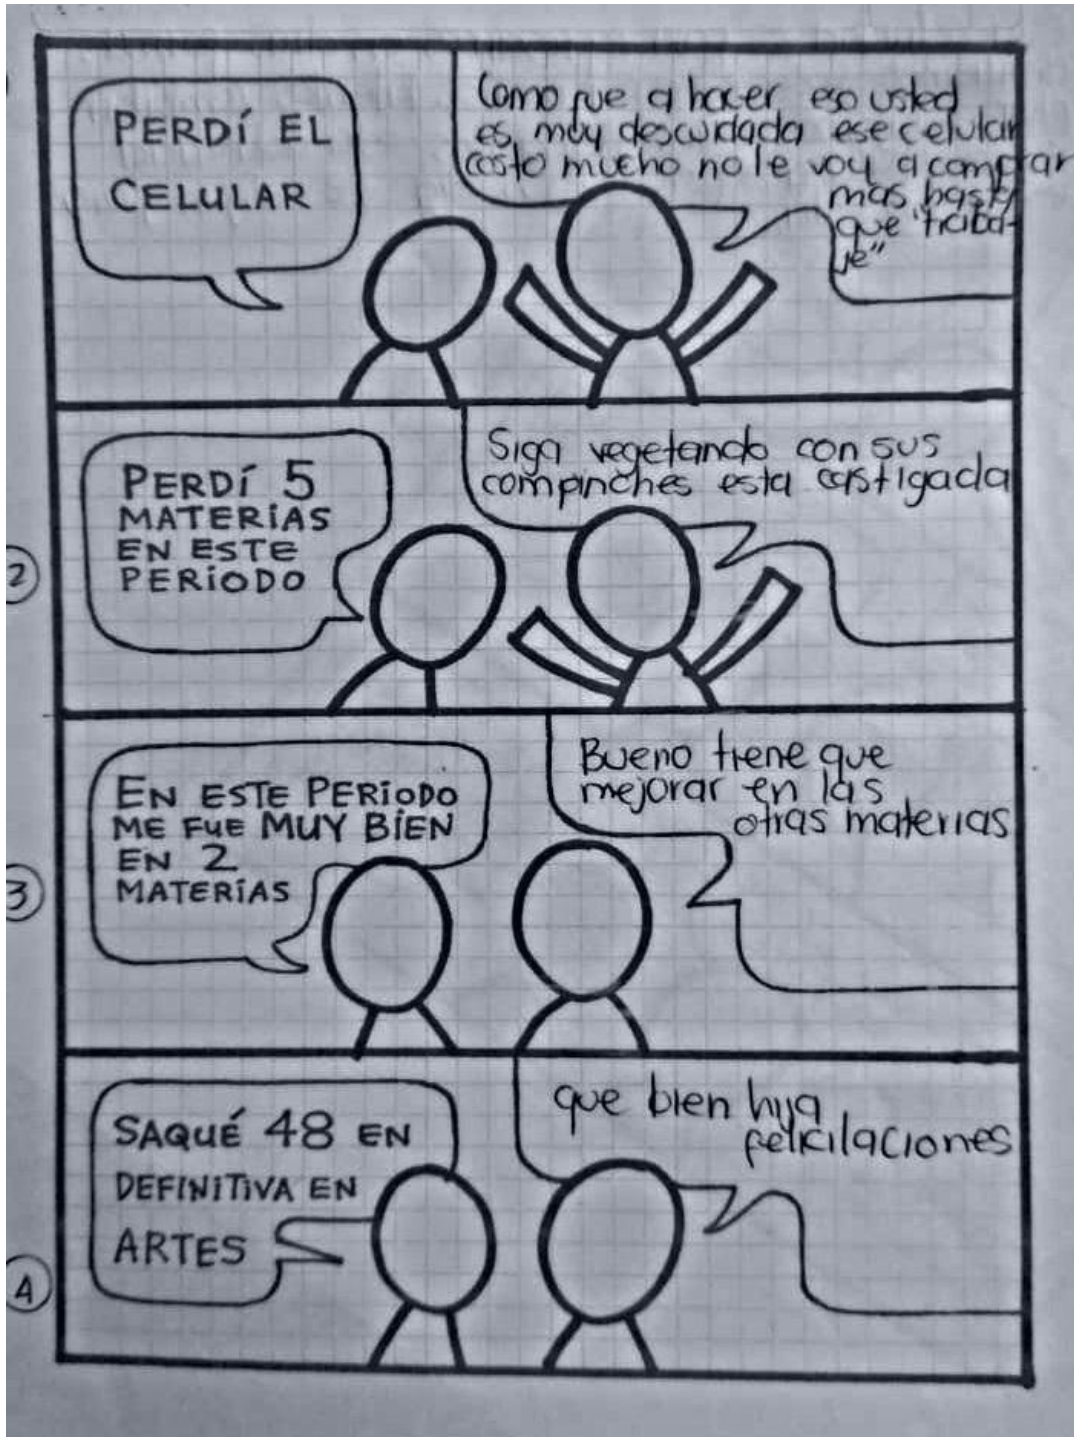 PERDÍ EL
CELULAR
Como fue a hacer eso usted
es muy descuidada ese celular
costo mucho no le voy a comprar
mas hasta
que "traba-
je"
2
PERDÍ 5
MATERIAS
EN ESTE
PERIODO
Siga vegetando con sus
compinches esta castigada
3
EN ESTE PERIODO
ME FUE MUY BIEN
EN 2
MATERIAS
Bueno tiene que
mejorar en las
otras materias
4
SAQUÉ 48 EN
DEFINITIVA EN
ARTES
que bien hija
felicilaciones